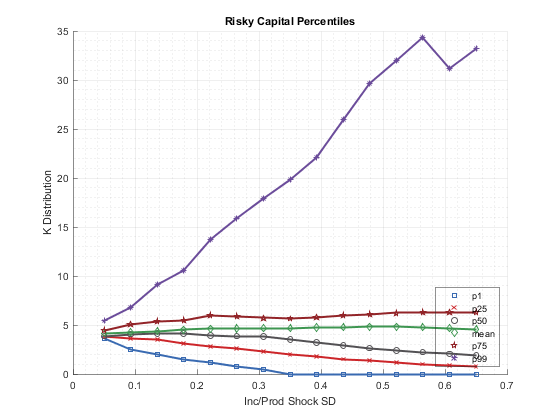 Risky Capital Percentiles
K Distribution
35
30
25
20
15
10
5
0
0
0.1
0.2
0.3
0.4
0.5
0.6
0.7
Inc/Prod Shock SD
p1
p25
p50
mean
p75
p99